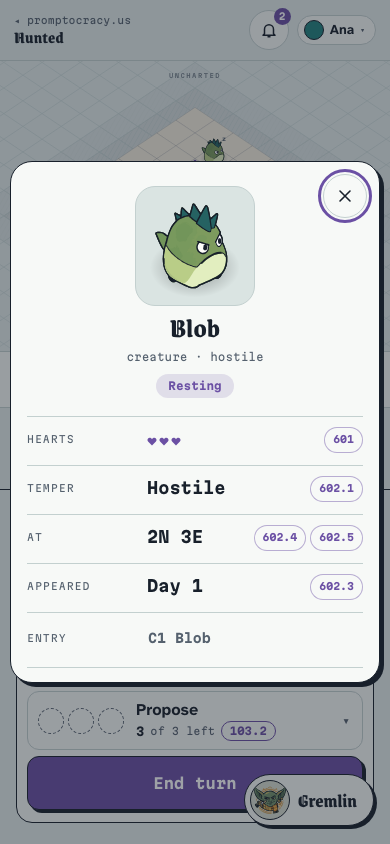 ◂ promptocracy.us
Hunted
2
Ana ▾
UNCHARTED
z
Blob
creature · hostile
Resting
HEARTS ♥♥♥ 601
TEMPER Hostile 602.1
AT 2N 3E 602.4 602.5
APPEARED Day 1 602.3
ENTRY C1 Blob
Propose
3 of 3 left 103.2 ▾
End turn
Gremlin